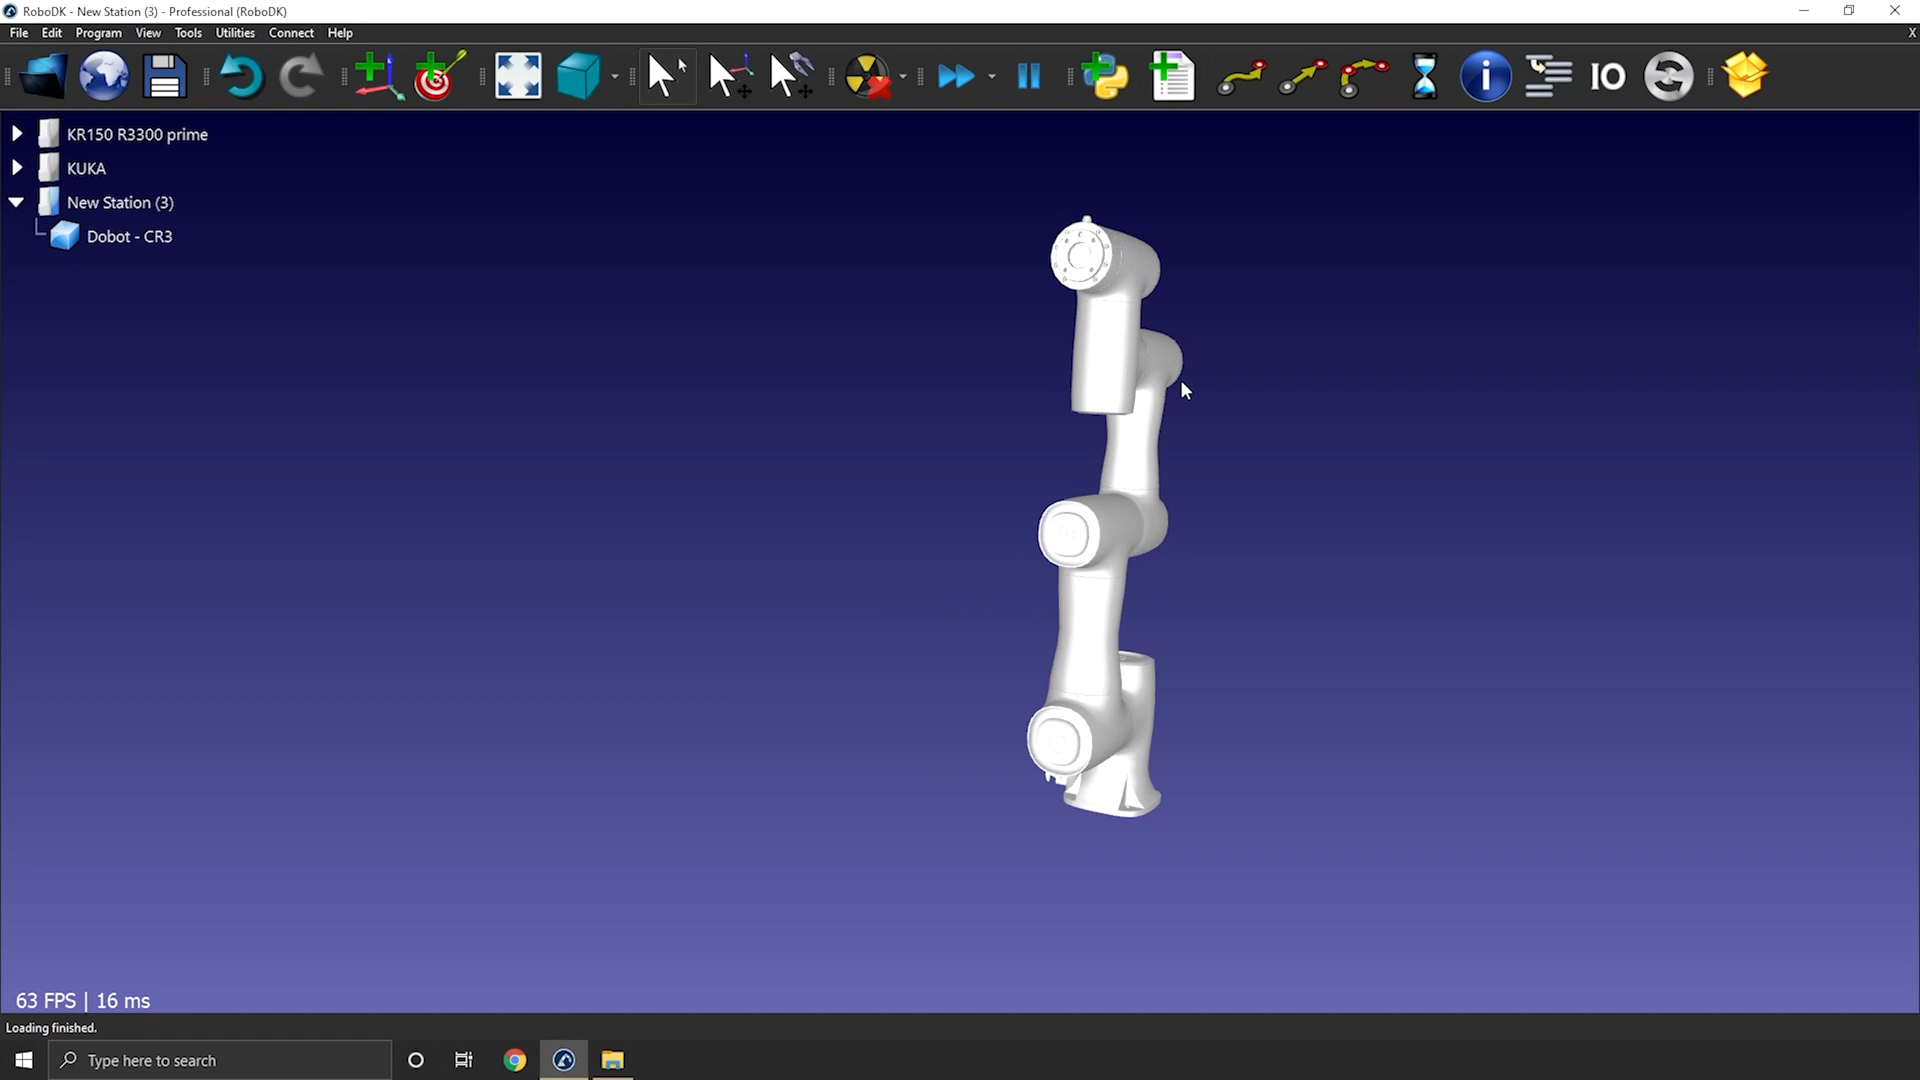 RoboDK - New Station (3) - Professional (RoboDK)
File Edit Program View Tools Utilities Connect Help X
IO
KR150 R3300 prime
KUKA
New Station (3)
Dobot - CR3
63 FPS | 16 ms
Loading finished.
Type here to search